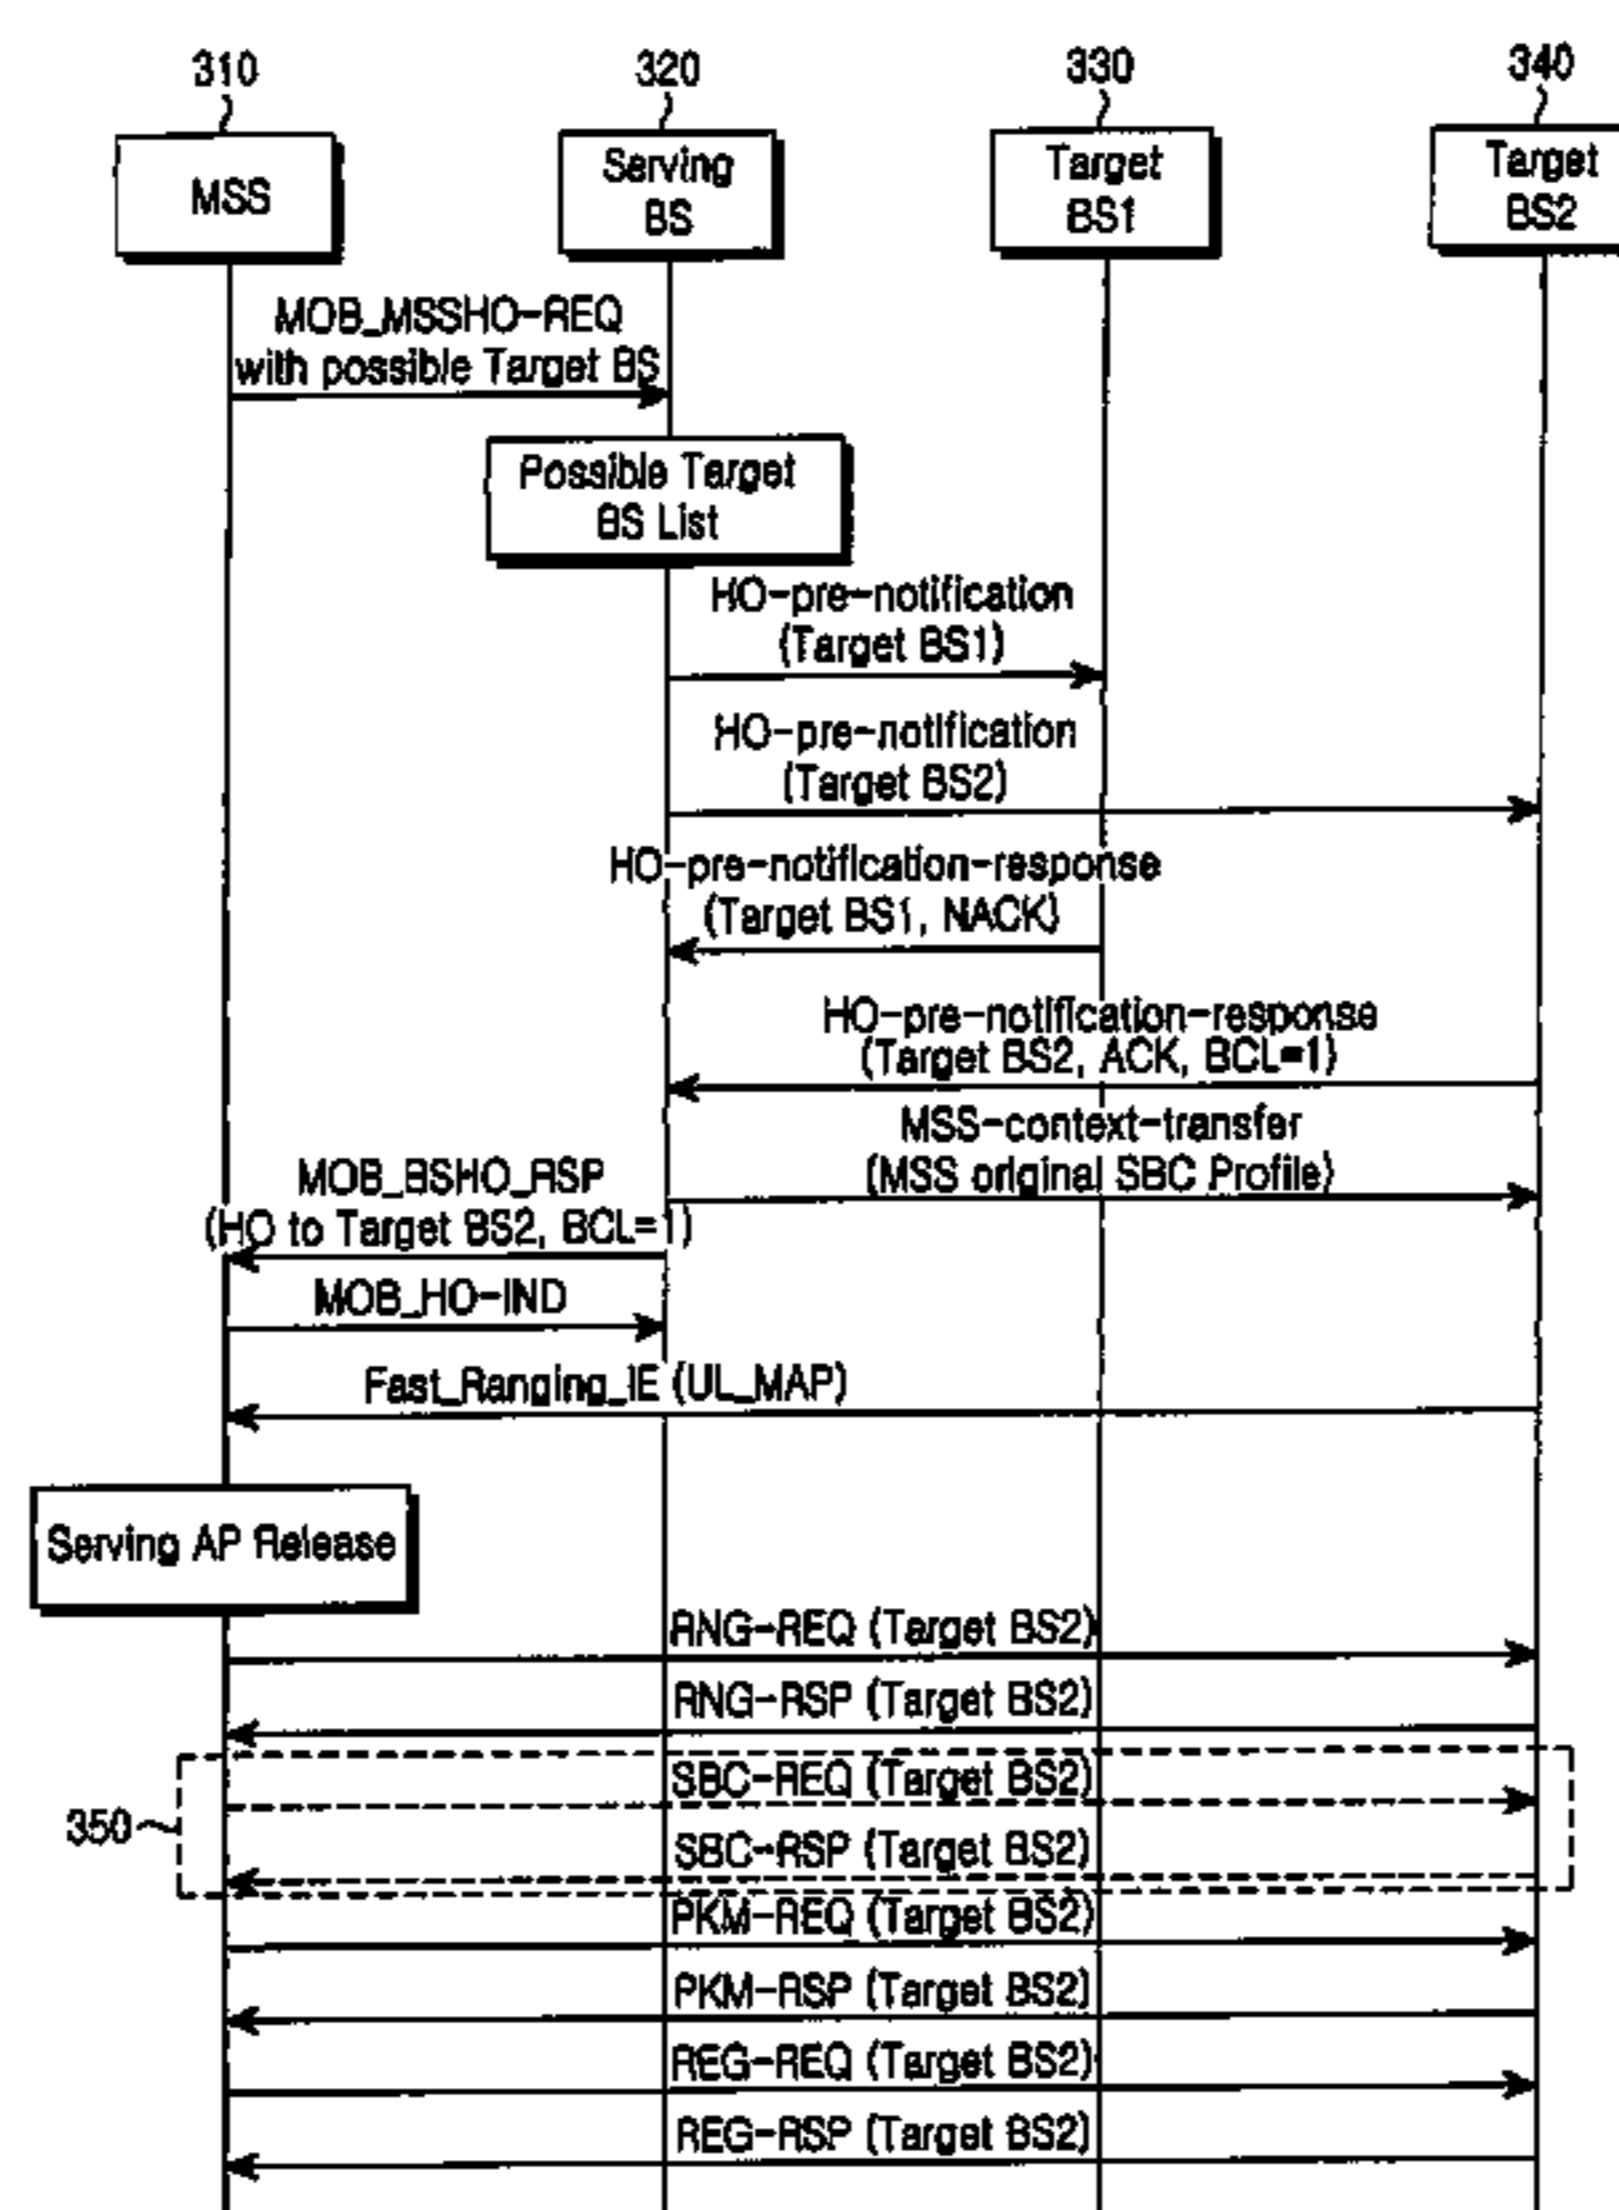 310
320
330
340
MSS
Serving
BS
Target
BS1
Target
BS2
MOB_MSSHO-REQ
with possible Target BS
Possible Target
BS List
HO-pre-notification
(Target BS1)
HO-pre-notification
(Target BS2)
HO-pre-notification-response
(Target BS1, NACK)
HO-pre-notification-response
(Target BS2, ACK, BCL=1)
MSS-context-transfer
(MSS original SBC Profile)
MOB_BSHO_RSP
(HO to Target BS2, BCL=1)
MOB_HO-IND
Fast_Ranging_IE (UL_MAP)
Serving AP Release
RNG-REQ (Target BS2)
RNG-RSP (Target BS2)
350
SBC-REQ (Target BS2)
SBC-RSP (Target BS2)
PKM-REQ (Target BS2)
PKM-RSP (Target BS2)
REG-REQ (Target BS2)
REG-RSP (Target BS2)